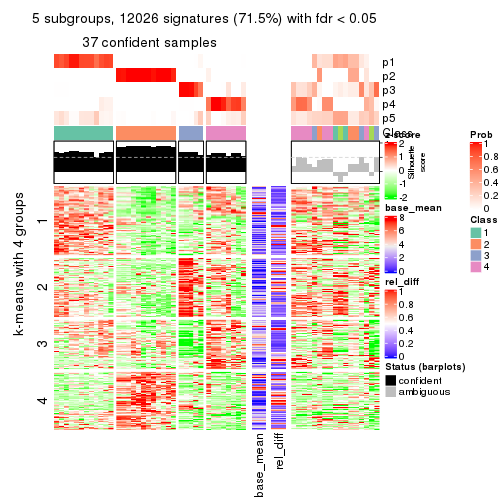 5 subgroups, 12026 signatures (71.5%) with fdr < 0.05
37 confident samples
p1
p2
p3
p4
p5
Class
z-score
2
1
0
-1
-2
Silhouette
score
base_mean
8
6
4
2
0
rel_diff
1
0.8
0.6
0.4
0.2
0
Status (barplots)
confident
ambiguous
Prob
1
0.8
0.6
0.4
0.2
0
Class
1
2
3
4
k-means with 4 groups
1
2
3
4
base_mean
rel_diff